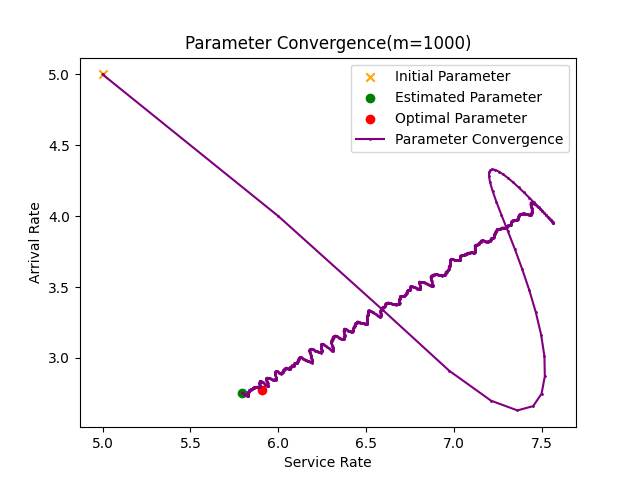 Parameter Convergence(m=1000)
Initial Parameter
Estimated Parameter
Optimal Parameter
Parameter Convergence
Arrival Rate
5.0
4.5
4.0
3.5
3.0
5.0 5.5 6.0 6.5 7.0 7.5
Service Rate